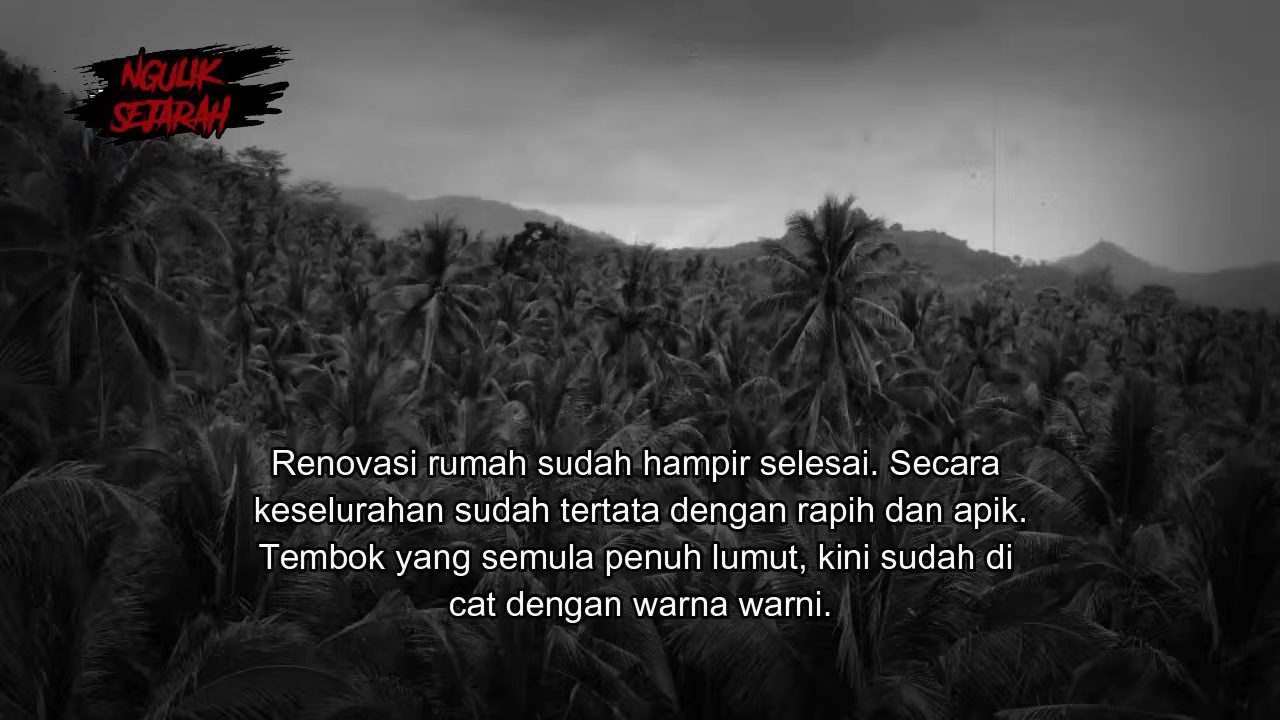 NGULIK
SEJARAH
Renovasi rumah sudah hampir selesai. Secara
keselurahan sudah tertata dengan rapih dan apik.
Tembok yang semula penuh lumut, kini sudah di
cat dengan warna warni.